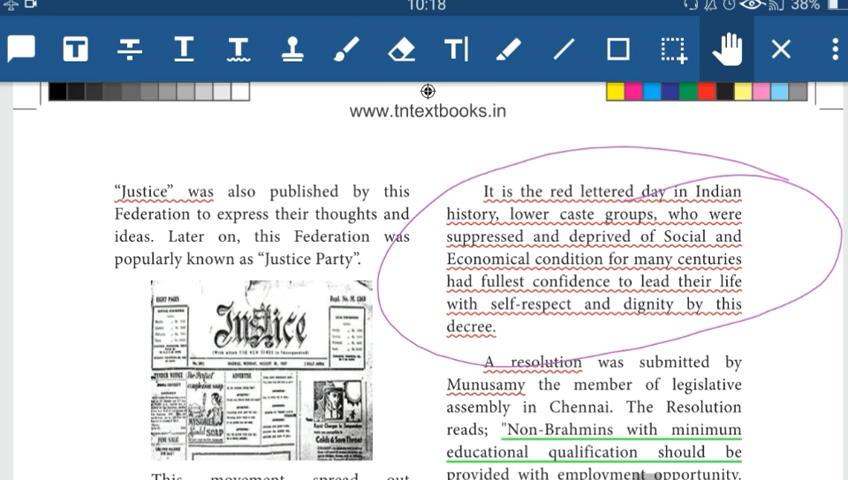 10:18
38%
T
T
T
T
T
www.tntextbooks.in
“Justice” was also published by this
Federation to express their thoughts and
ideas. Later on, this Federation was
popularly known as “Justice Party”.
EIGHT PAGES
Justice
This movement spread out
It is the red lettered day in Indian
history, lower caste groups, who were
suppressed and deprived of Social and
Economical condition for many centuries
had fullest confidence to lead their life
with self-respect and dignity by this
decree.
A resolution was submitted by
Munusamy the member of legislative
assembly in Chennai. The Resolution
reads; "Non-Brahmins with minimum
educational qualification should be
provided with employment opportunity.